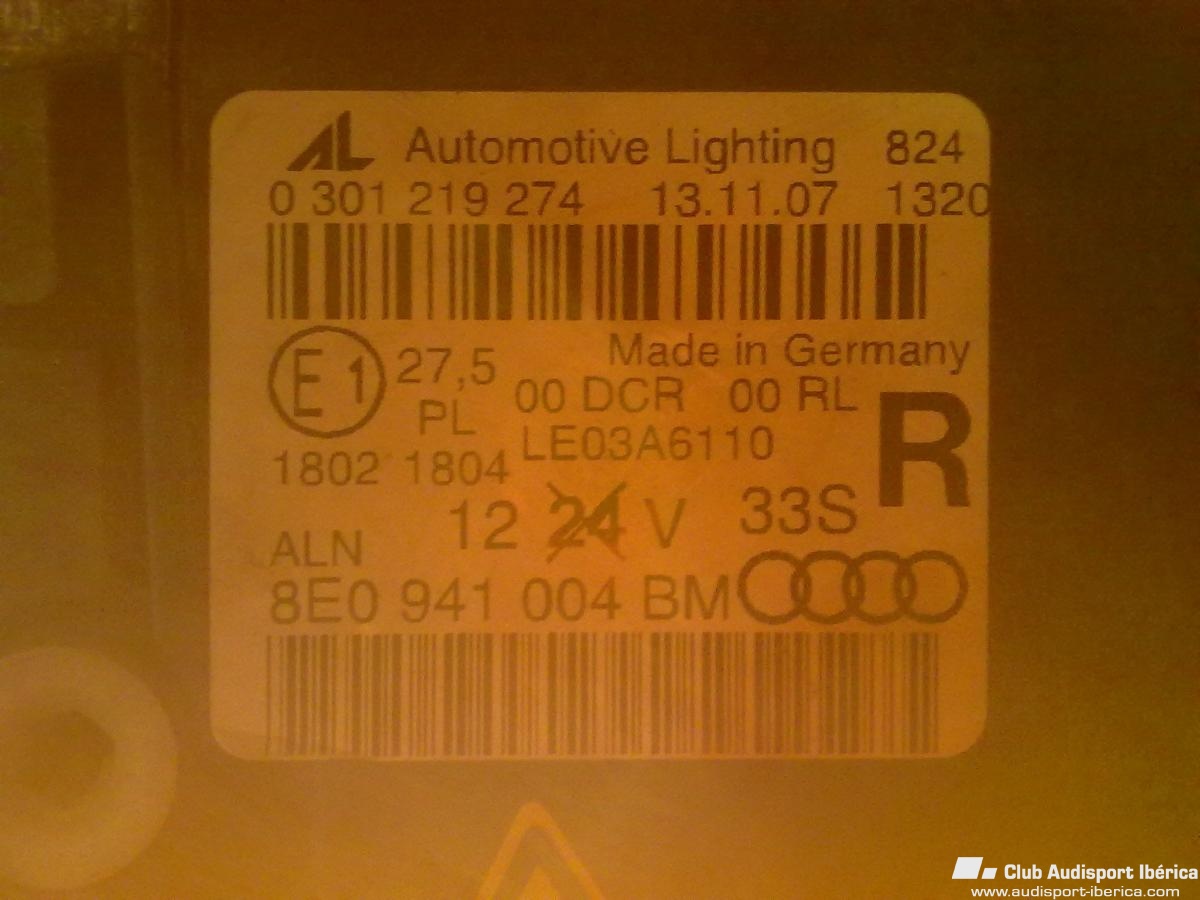 AL Automotive Lighting 824
0 301 219 274 13.11.07 1320
Made in Germany
E1 27,5 00 DCR 00 RL
PL LE03A6110 R
1802 1804
12 24 V 33S
ALN
8E0 941 004 BM
Club Audisport Ibérica
www.audisport-iberica.com